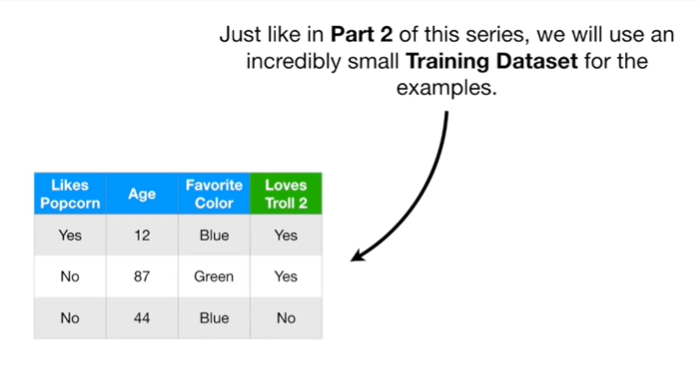 Just like in Part 2 of this series, we will use an
incredibly small Training Dataset for the
examples.
Likes Popcorn Age Favorite Color Loves Troll 2
Yes 12 Blue Yes
No 87 Green Yes
No 44 Blue No